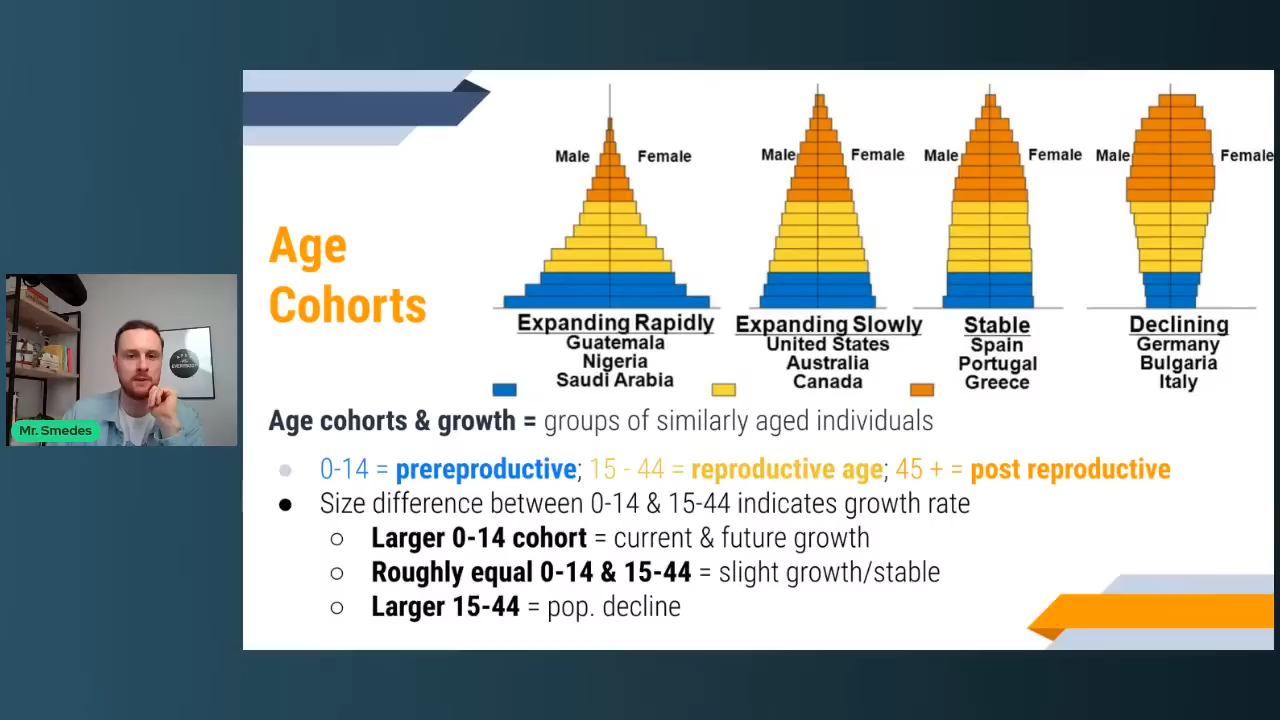 Age
Cohorts
Male Female
Male Female
Male Female
Male Female
Expanding Rapidly
Guatemala
Nigeria
Saudi Arabia
Expanding Slowly
United States
Australia
Canada
Stable
Spain
Portugal
Greece
Declining
Germany
Bulgaria
Italy
Age cohorts & growth = groups of similarly aged individuals
0-14 = prereproductive; 15 - 44 = reproductive age; 45 + = post reproductive
Size difference between 0-14 & 15-44 indicates growth rate
Larger 0-14 cohort = current & future growth
Roughly equal 0-14 & 15-44 = slight growth/stable
Larger 15-44 = pop. decline
Mr. Smedes